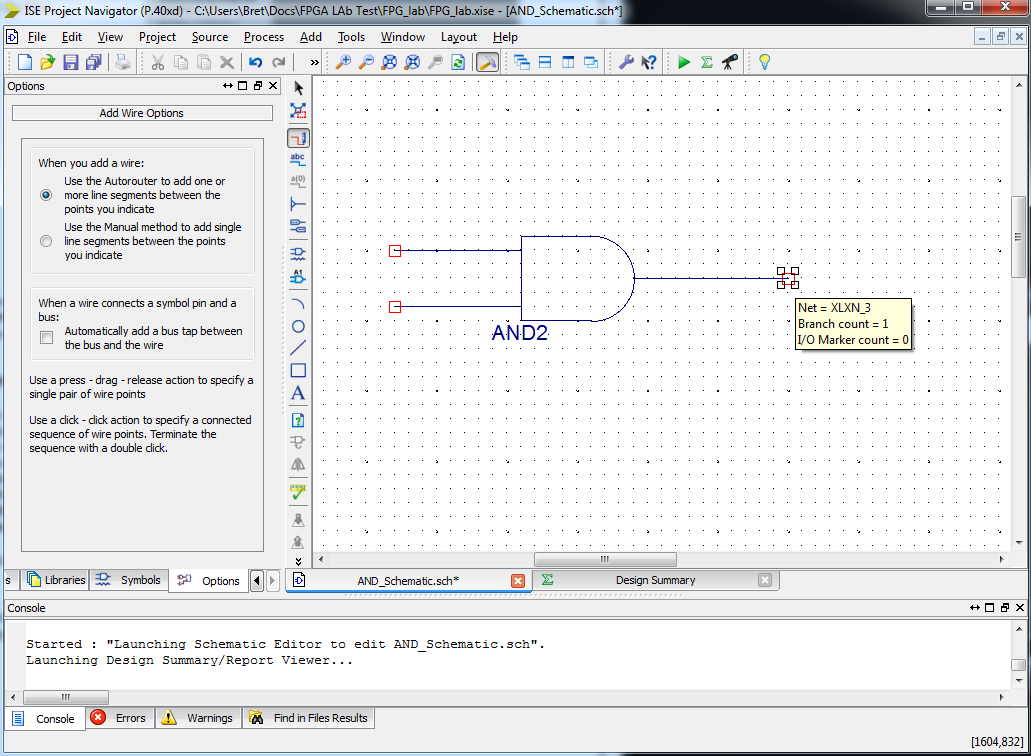 ISE Project Navigator (P.40xd) - C:\Users\Bret\Docs\FPGA LAb Test\FPG_lab\FPG_lab.xise - [AND_Schematic.sch*]
File Edit View Project Source Process Add Tools Window Layout Help
»
Options
Add Wire Options
When you add a wire:
Use the Autorouter to add one or
more line segments between the
points you indicate
Use the Manual method to add single
line segments between the points
you indicate
When a wire connects a symbol pin and a
bus:
Automatically add a bus tap between
the bus and the wire
Use a press - drag - release action to specify a
single pair of wire points
Use a click - click action to specify a connected
sequence of wire points. Terminate the
sequence with a double click.
abc
a(0)
A1
A
AND2
Net = XLXN_3
Branch count = 1
I/O Marker count = 0
s Libraries Symbols Options
AND_Schematic.sch*
Design Summary
Console
Started : "Launching Schematic Editor to edit AND_Schematic.sch".
Launching Design Summary/Report Viewer...
Console Errors Warnings Find in Files Results
[1604,832]